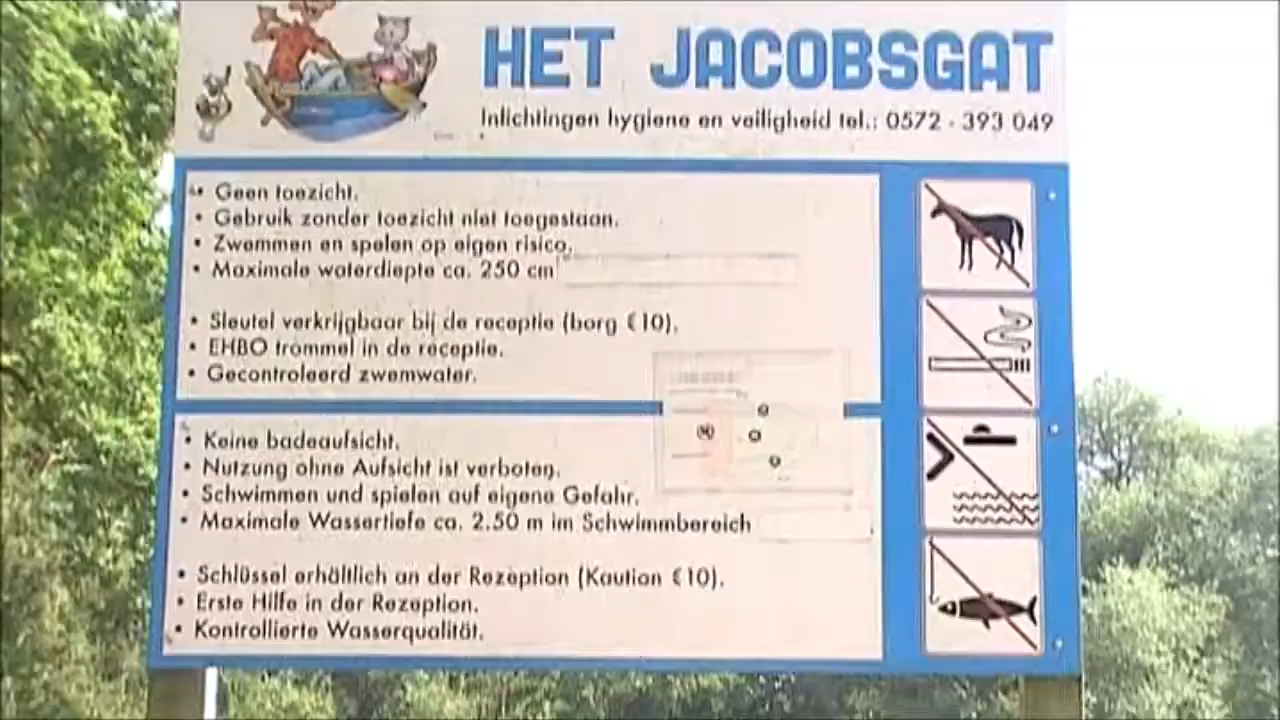 HET JACOBSGAT
Inlichtingen hygiene en veiligheid tel.: 0572 - 393 049
• Geen toezicht.
• Gebruik zonder toezicht niet toegestaan.
• Zwemmen en spelen op eigen risico.
• Maximale waterdiepte ca. 250 cm
• Sleutel verkrijgbaar bij de receptie (borg €10).
• EHBO trommel in de receptie.
• Gecontroleerd zwemwater.
• Keine badeaufsicht.
• Nutzung ohne Aufsicht ist verboten.
• Schwimmen und spielen auf eigene Gefahr.
• Maximale Wassertiefe ca. 2.50 m im Schwimmbereich
• Schlüssel erhältlich an der Rezeption (Kaution €10).
• Erste Hilfe in der Rezeption.
• Kontrollierte Wasserqualität.